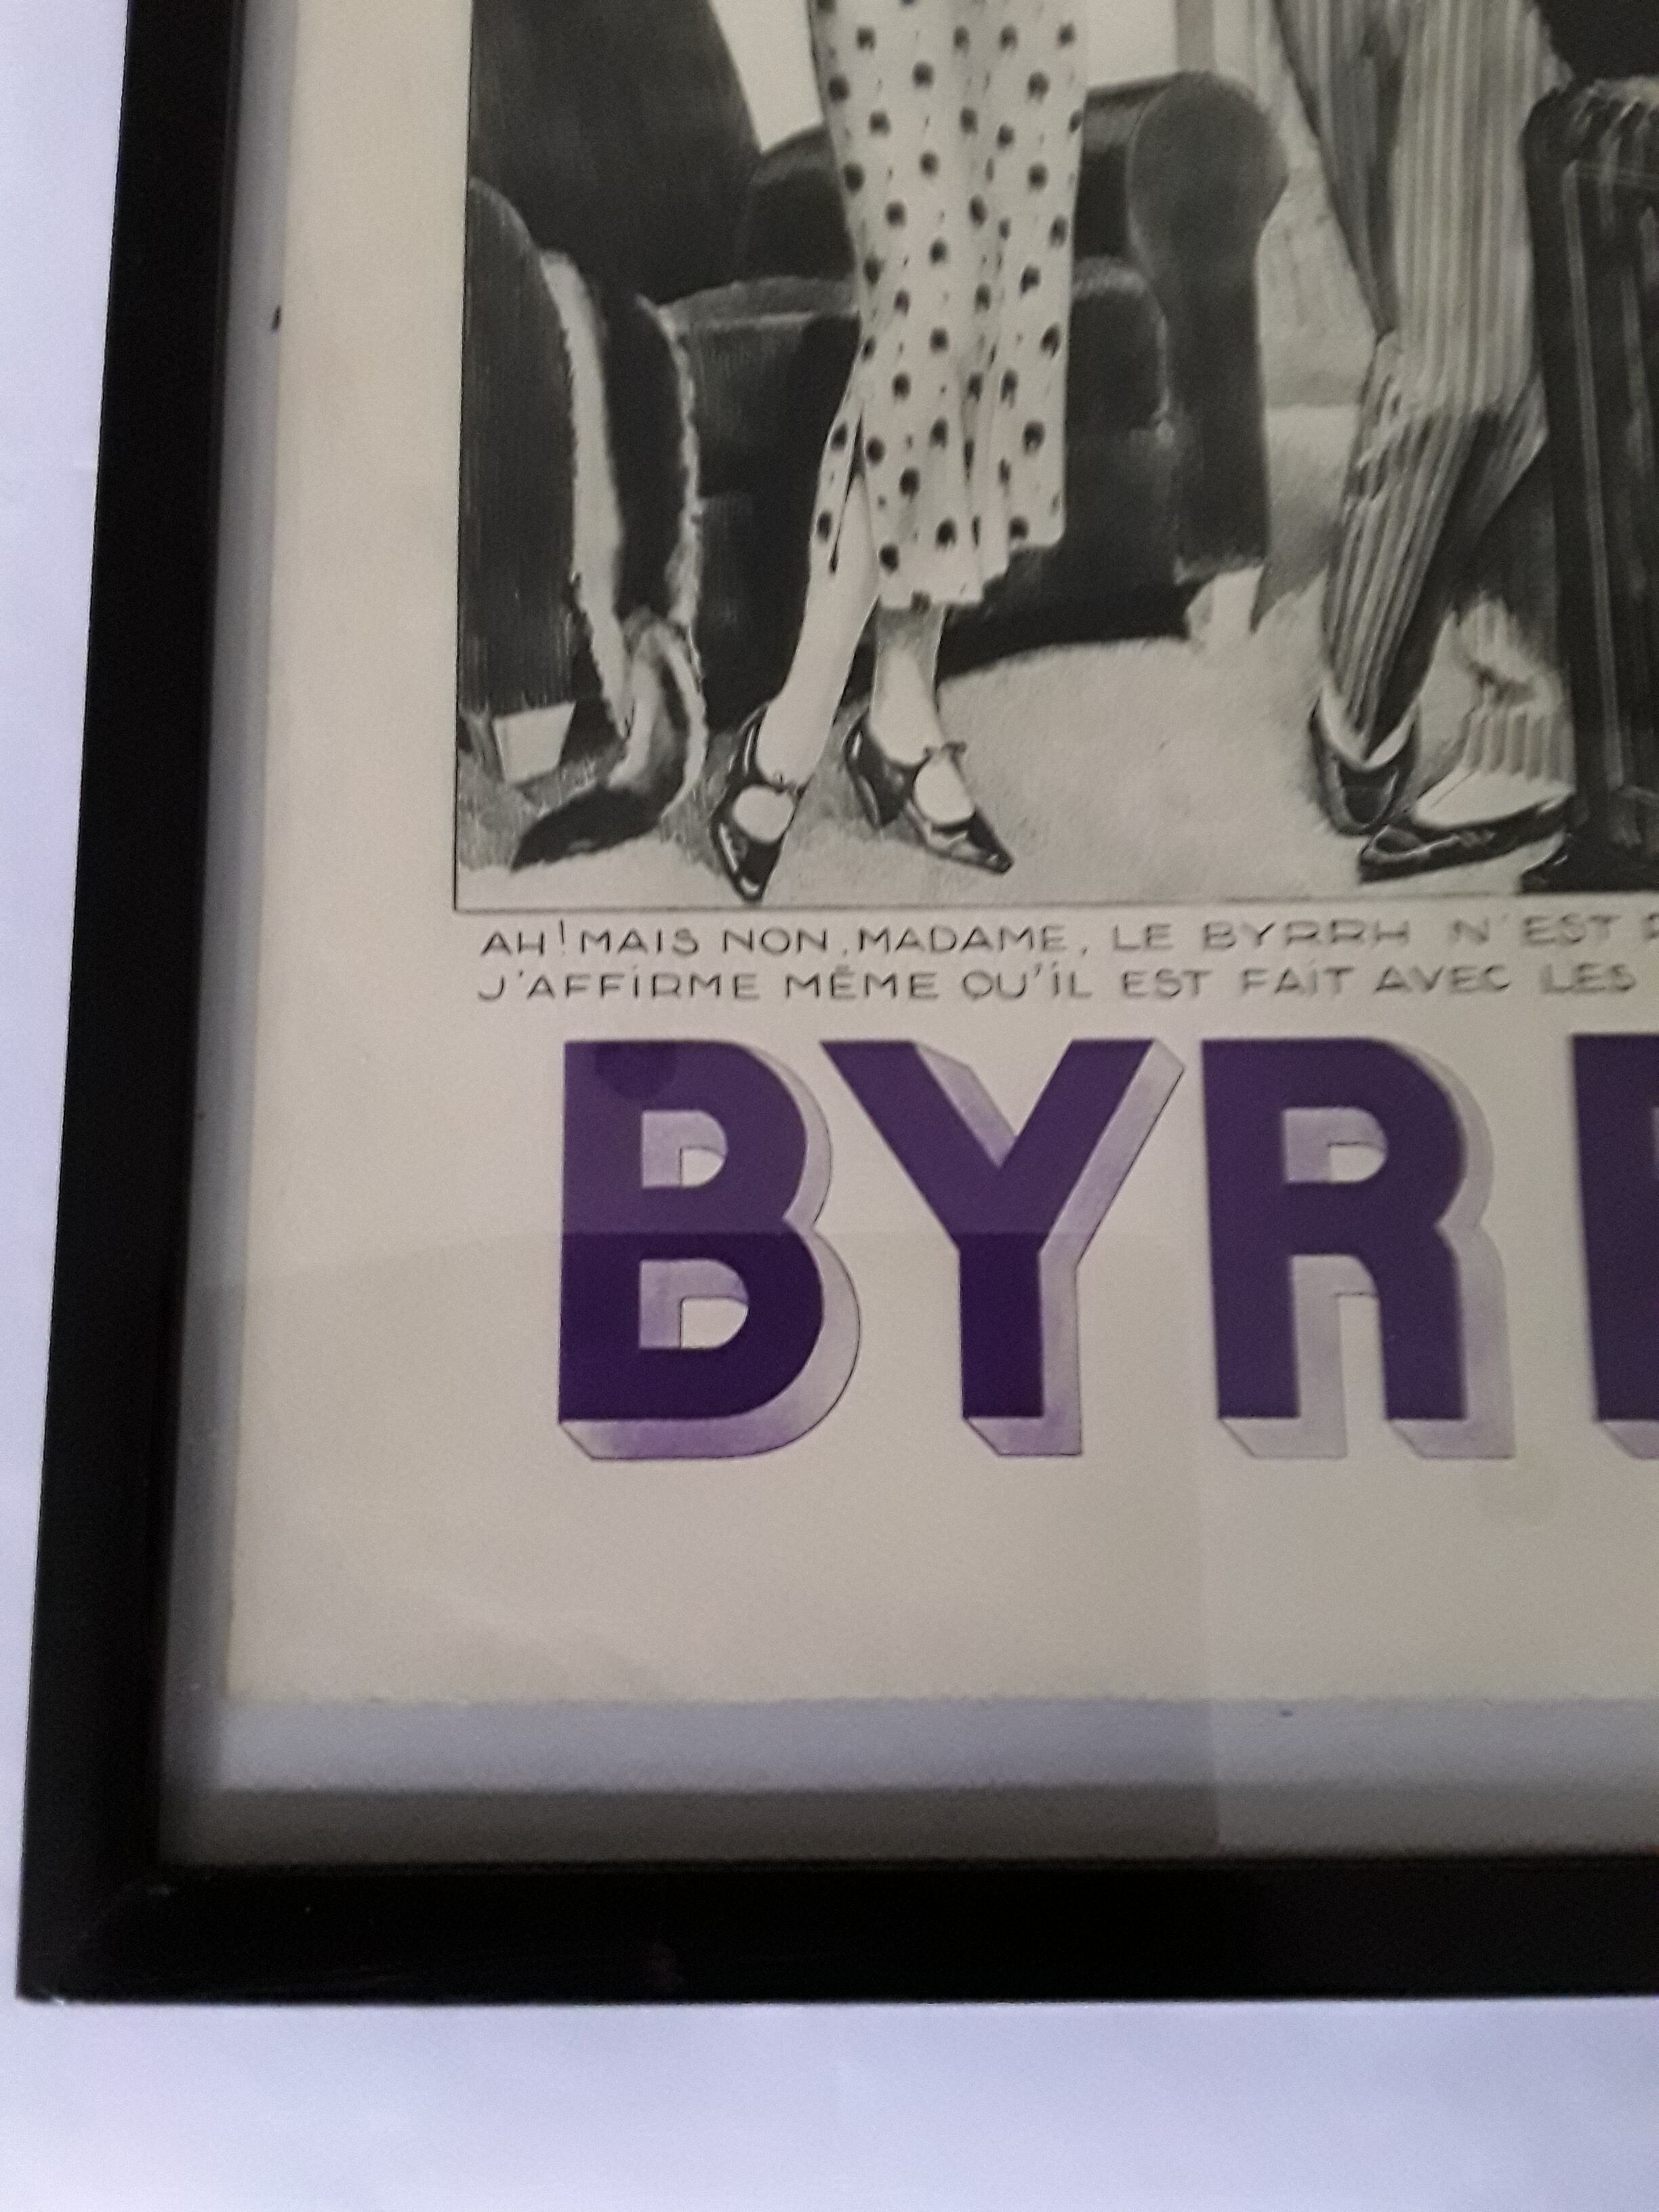 AH! MAIS NON, MADAME, LE BYRRH N'EST
J'AFFIRME MÊME QU'IL EST FAIT AVEC LES
BYR